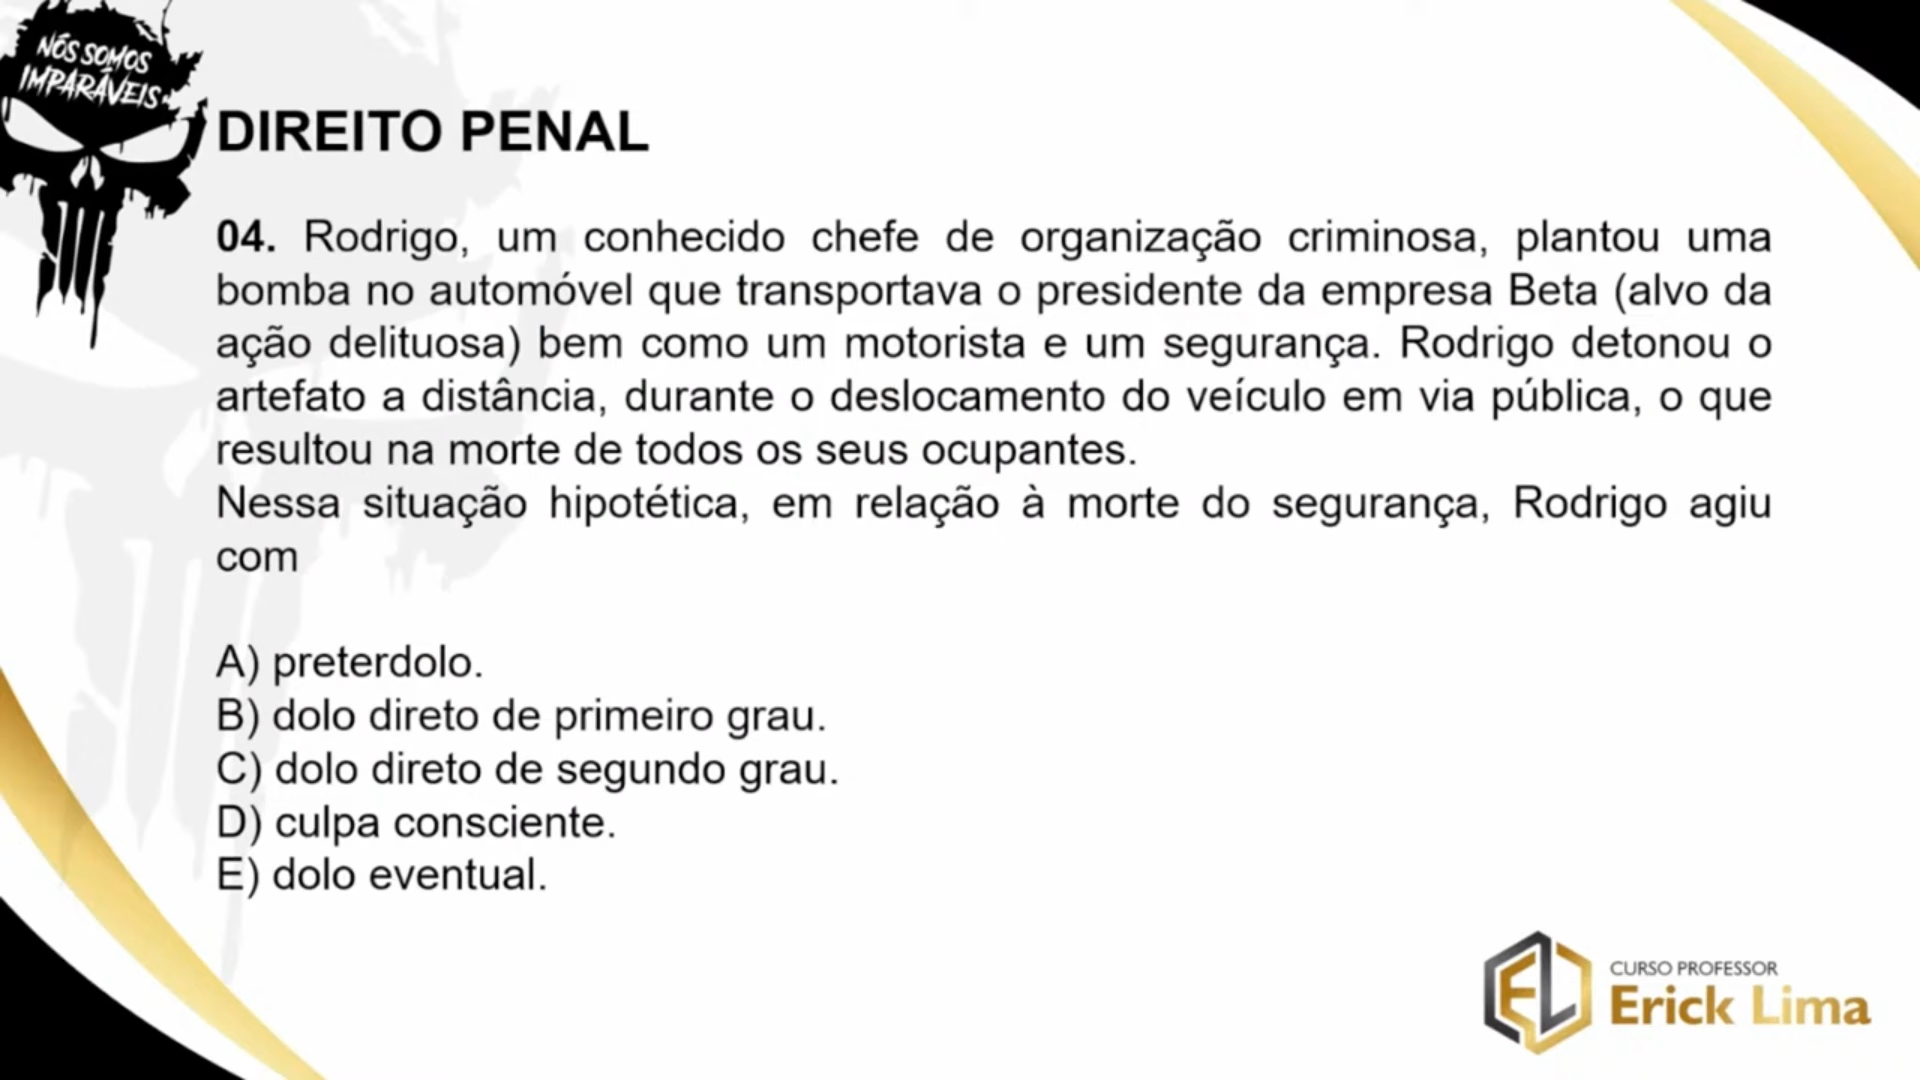 NÓS SOMOS
IMPARÁVEIS
DIREITO PENAL
04. Rodrigo, um conhecido chefe de organização criminosa, plantou uma
bomba no automóvel que transportava o presidente da empresa Beta (alvo da
ação delituosa) bem como um motorista e um segurança. Rodrigo detonou o
artefato a distância, durante o deslocamento do veículo em via pública, o que
resultou na morte de todos os seus ocupantes.
Nessa situação hipotética, em relação à morte do segurança, Rodrigo agiu
com
A) preterdolo.
B) dolo direto de primeiro grau.
C) dolo direto de segundo grau.
D) culpa consciente.
E) dolo eventual.
EL
CURSO PROFESSOR
Erick Lima